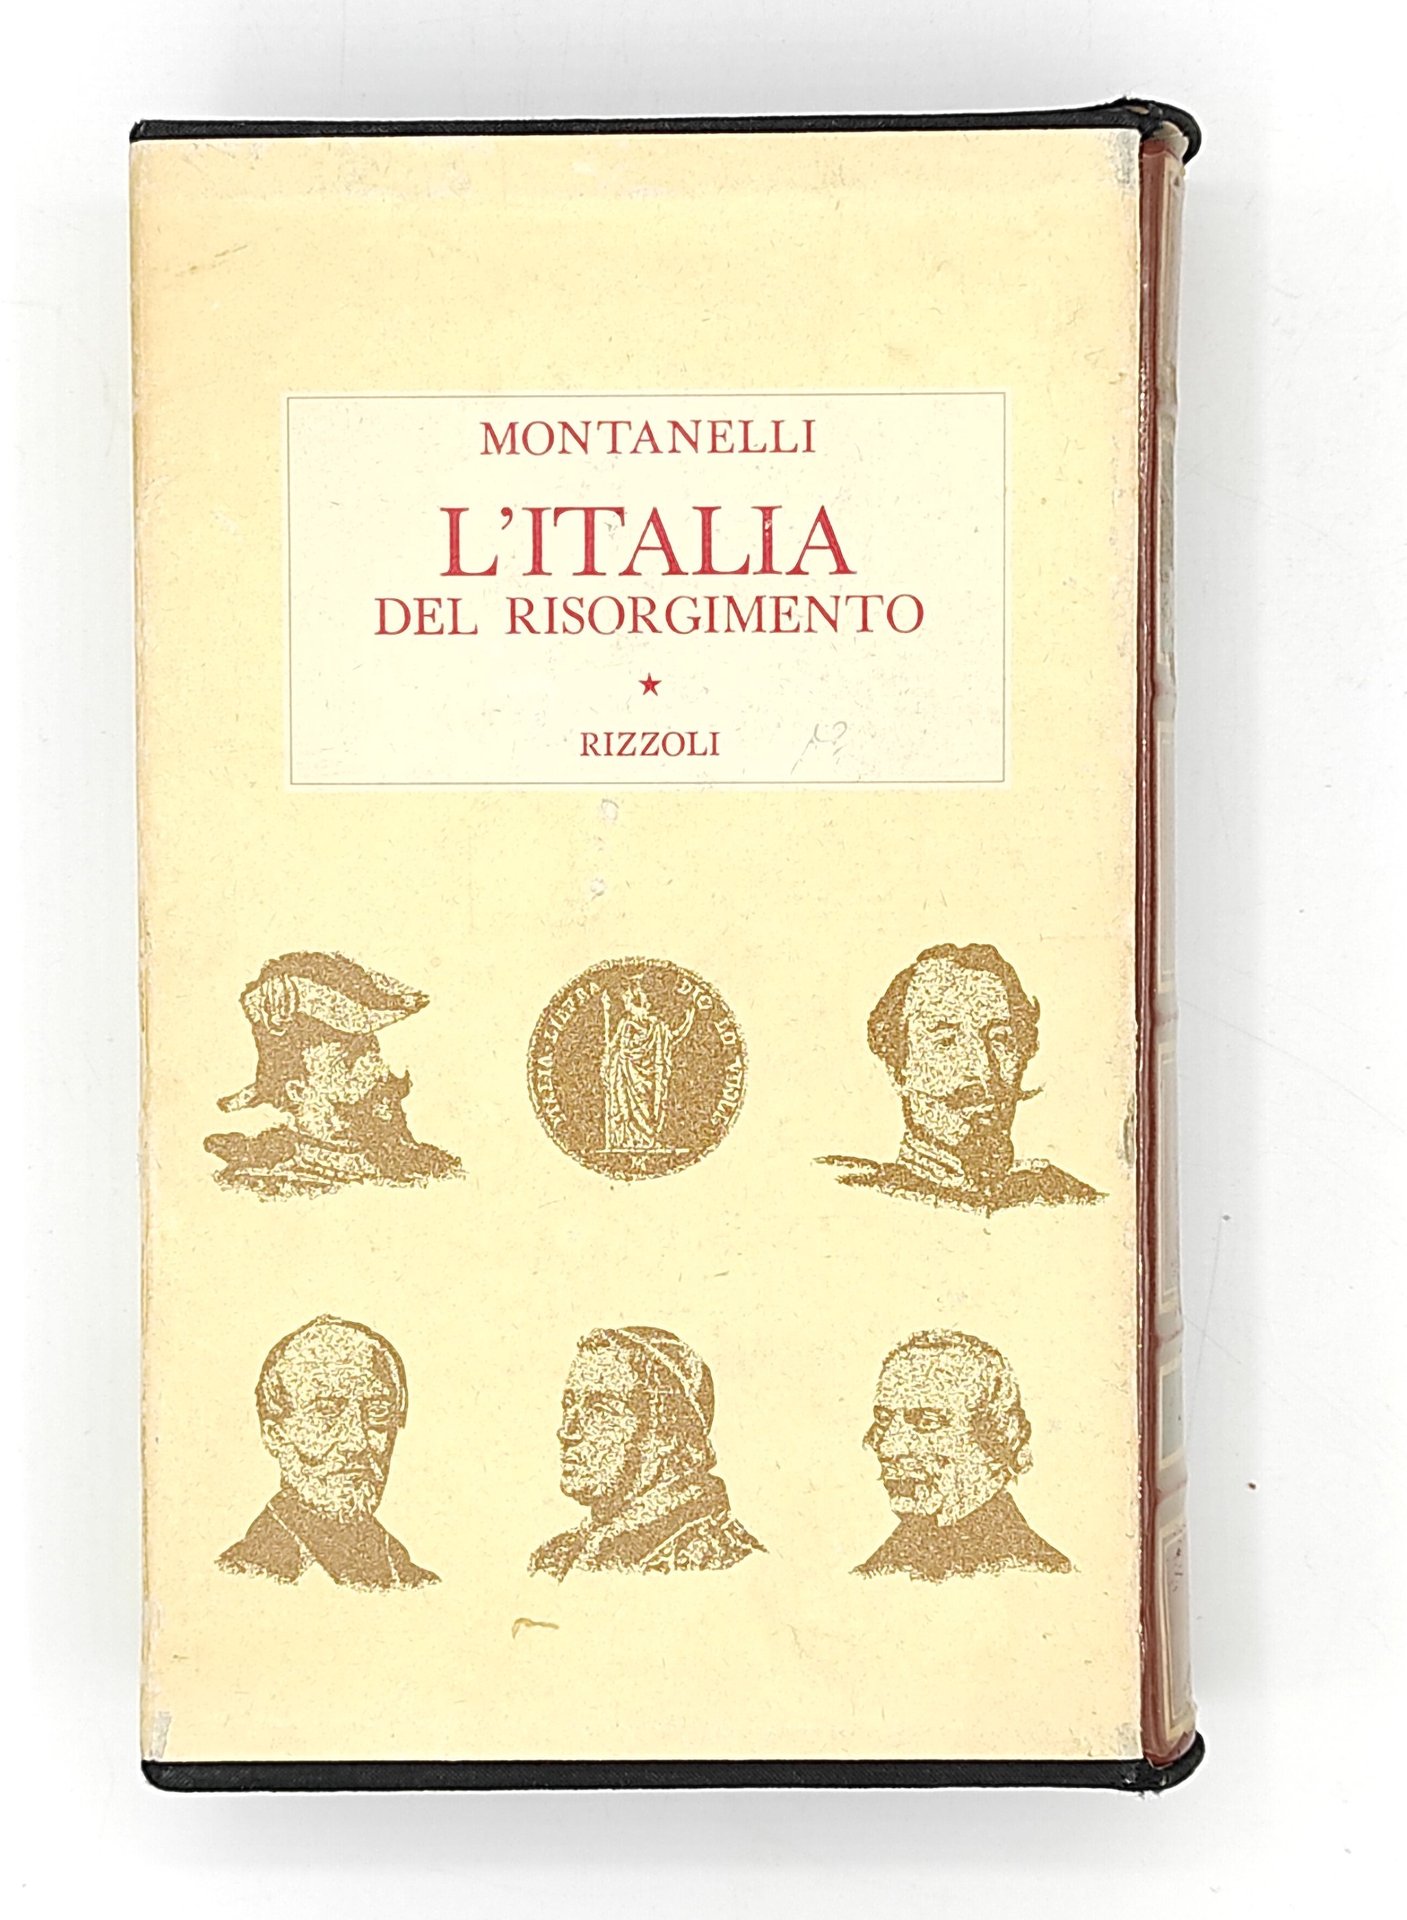 MONTANELLI
L'ITALIA
DEL RISORGIMENTO
★
RIZZOLI